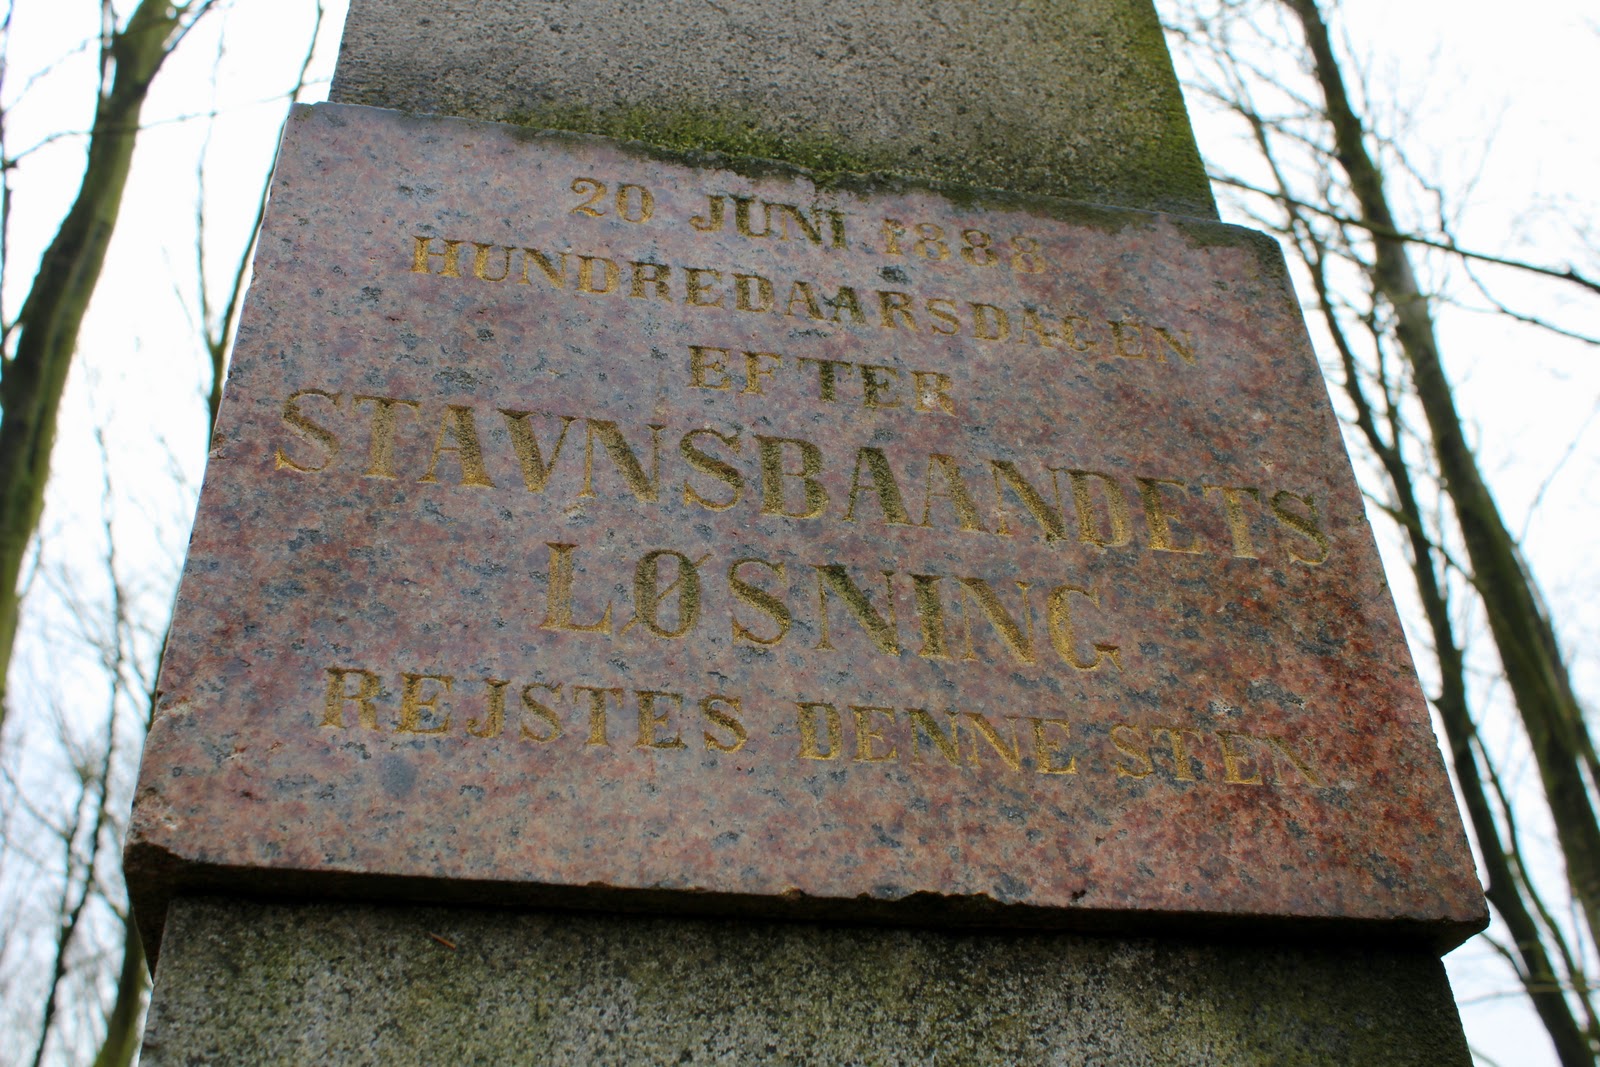 20 JUNI 1888
HUNDREDAARSDAGEN
EFTER
STAVNSBAANDETS
LØSNING
REJSTES DENNE STEN